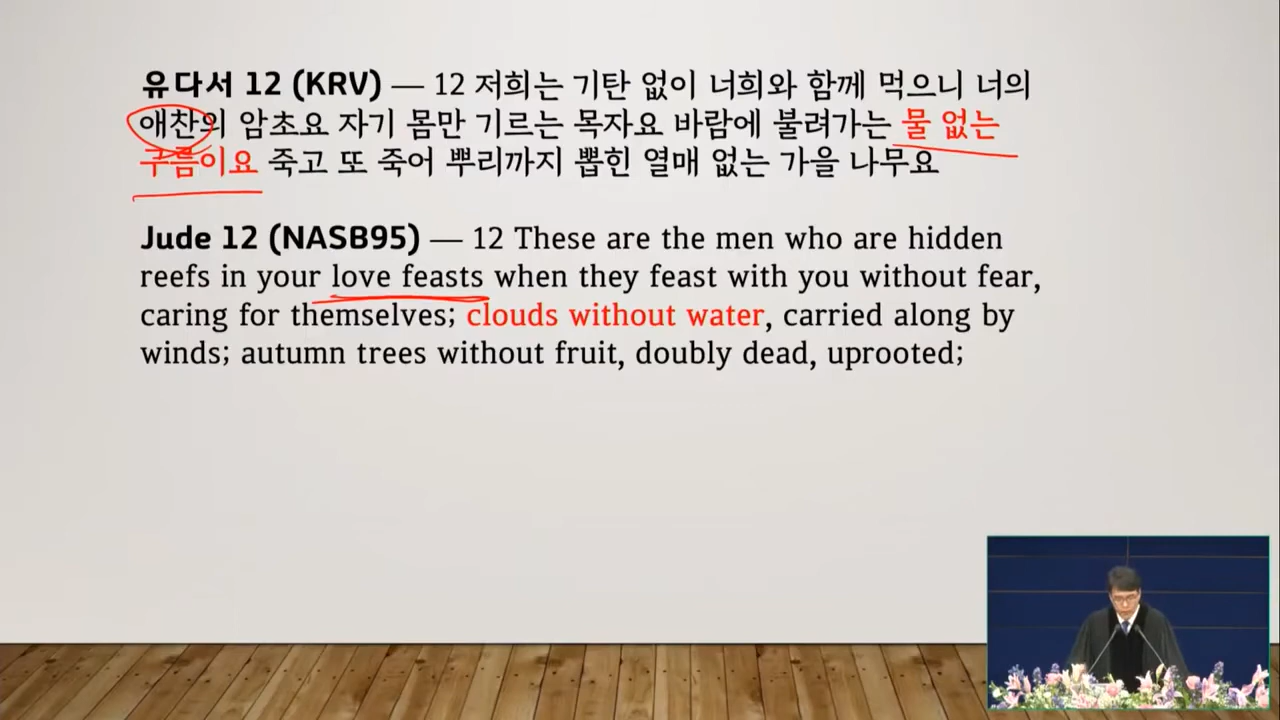 유다서 12 (KRV) — 12 저희는 기탄 없이 너희와 함께 먹으니 너의
애찬의 암초요 자기 몸만 기르는 목자요 바람에 불려가는 물 없는
구름이요 죽고 또 죽어 뿌리까지 뽑힌 열매 없는 가을 나무요
Jude 12 (NASB95) — 12 These are the men who are hidden
reefs in your love feasts when they feast with you without fear,
caring for themselves; clouds without water, carried along by
winds; autumn trees without fruit, doubly dead, uprooted;